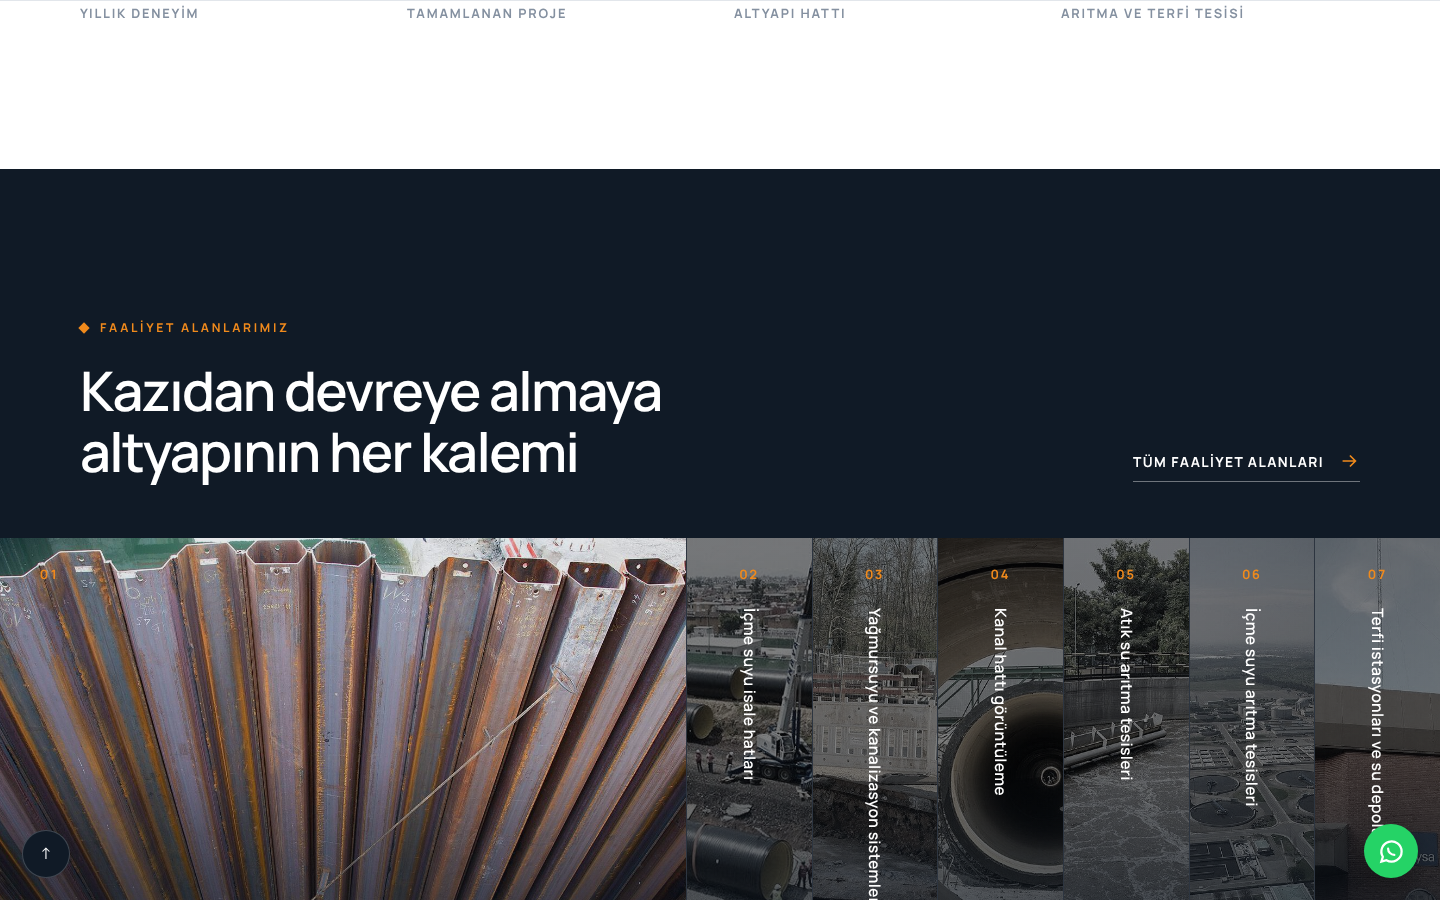 YILLIK DENEYİM
TAMAMLANAN PROJE
ALTYAPI HATTI
ARITMA VE TERFİ TESİSİ
FAALİYET ALANLARIMIZ
Kazıdan devreye almaya
altyapının her kalemi
TÜM FAALİYET ALANLARI
01
02
İçme suyu isale hatları
03
Yağmursuyu ve kanalizasyon
04
Kanal hattı görüntüleme
05
Atık su arıtma tesisleri
06
İçme suyu arıtma tesisleri
07
Terfi istasyonları ve su